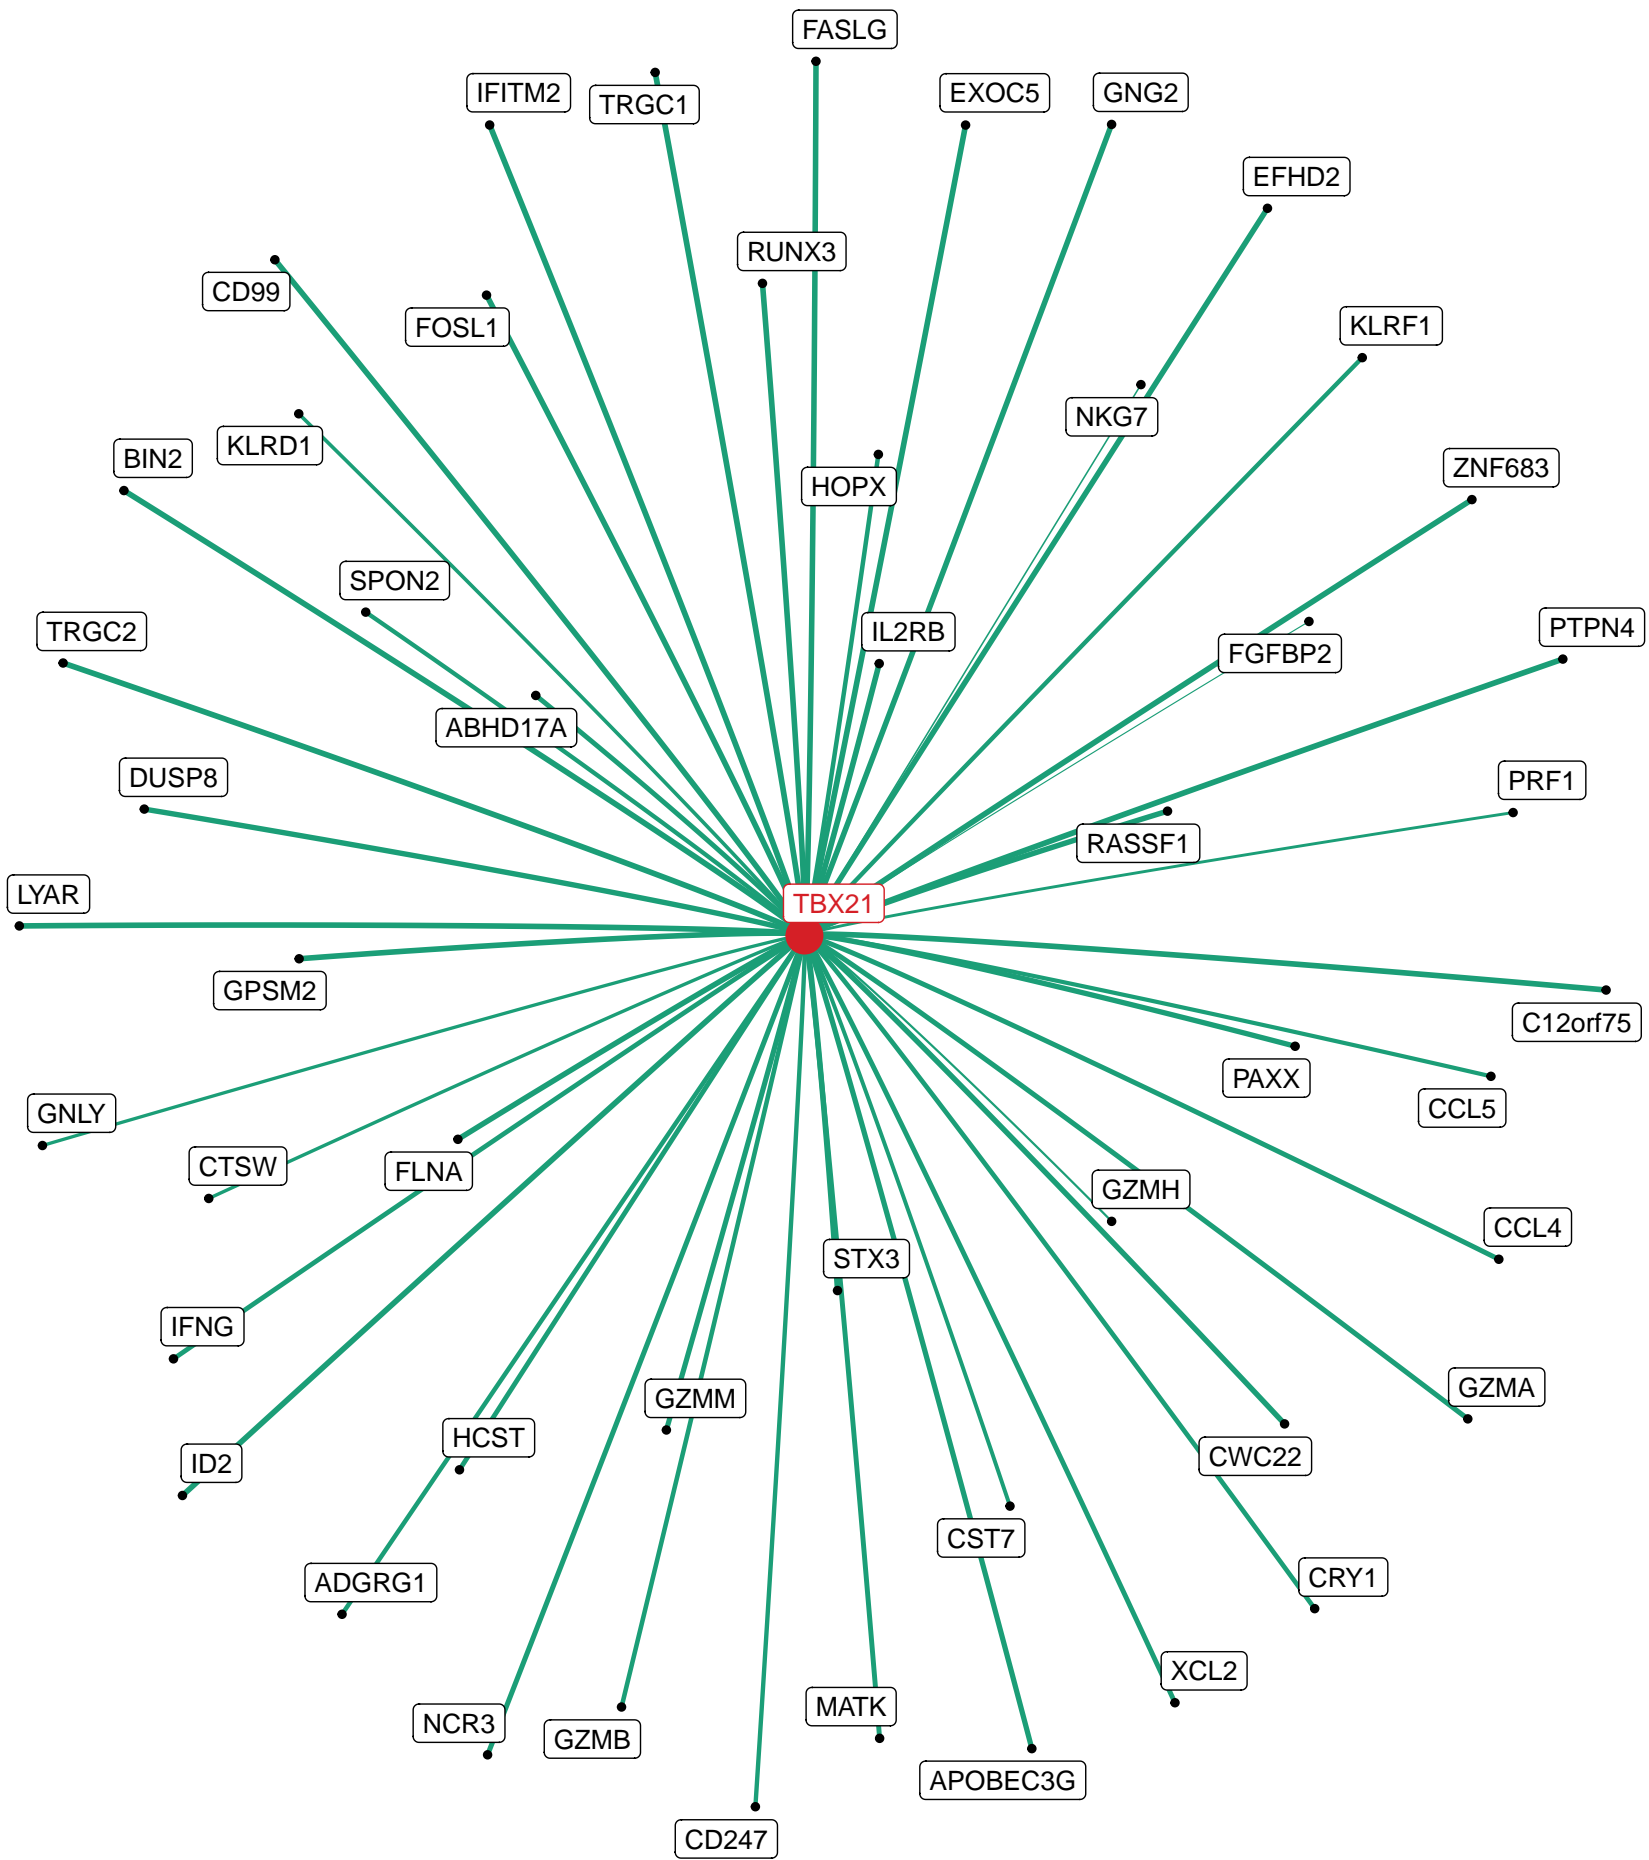 FASLG
IFITM2
TRGC1
EXOC5
GNG2
EFHD2
RUNX3
CD99
FOSL1
KLRF1
NKG7
KLRD1
BIN2
HOPX
ZNF683
SPON2
TRGC2
IL2RB
FGFBP2
PTPN4
ABHD17A
DUSP8
PRF1
RASSF1
LYAR
TBX21
GPSM2
C12orf75
PAXX
CCL5
GNLY
CTSW
FLNA
GZMH
CCL4
STX3
IFNG
GZMA
GZMM
HCST
ID2
CWC22
CST7
ADGRG1
CRY1
XCL2
NCR3
GZMB
MATK
APOBEC3G
CD247